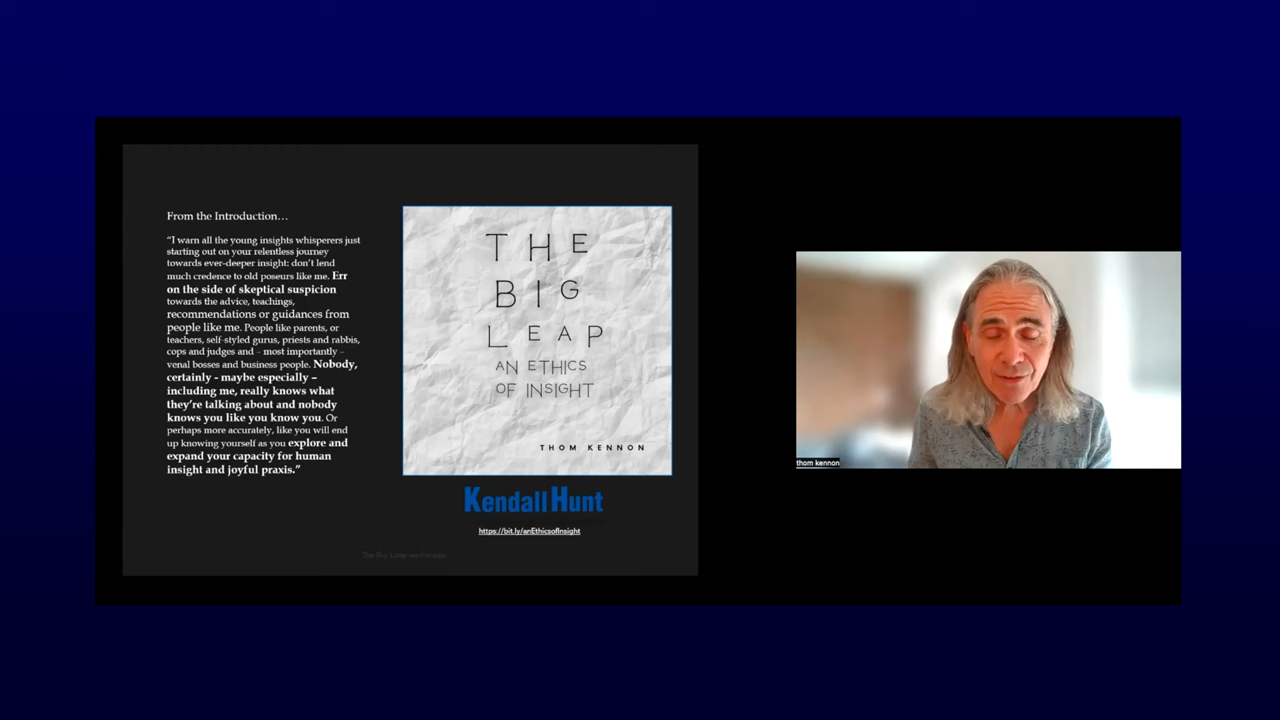 From the Introduction…
“I warn all the young insights whisperers just
starting out on your relentless journey
towards ever-deeper insight: don’t lend
much credence to old poseurs like me. Err
on the side of skeptical suspicion
towards the advice, teachings,
recommendations or guidances from
people like me. People like parents, or
teachers, self-styled gurus, priests and rabbis,
cops and judges and – most importantly –
venal bosses and business people. Nobody,
certainly - maybe especially –
including me, really knows what
they’re talking about and nobody
knows you like you know you. Or
perhaps more accurately, like you will end
up knowing yourself as you explore and
expand your capacity for human
insight and joyful praxis.”
THE
BIG
LEAP
AN ETHICS
OF INSIGHT
THOM KENNON
KendallHunt
https://bit.ly/anEthicsofInsight
The Big Leap workshops
thom kennon